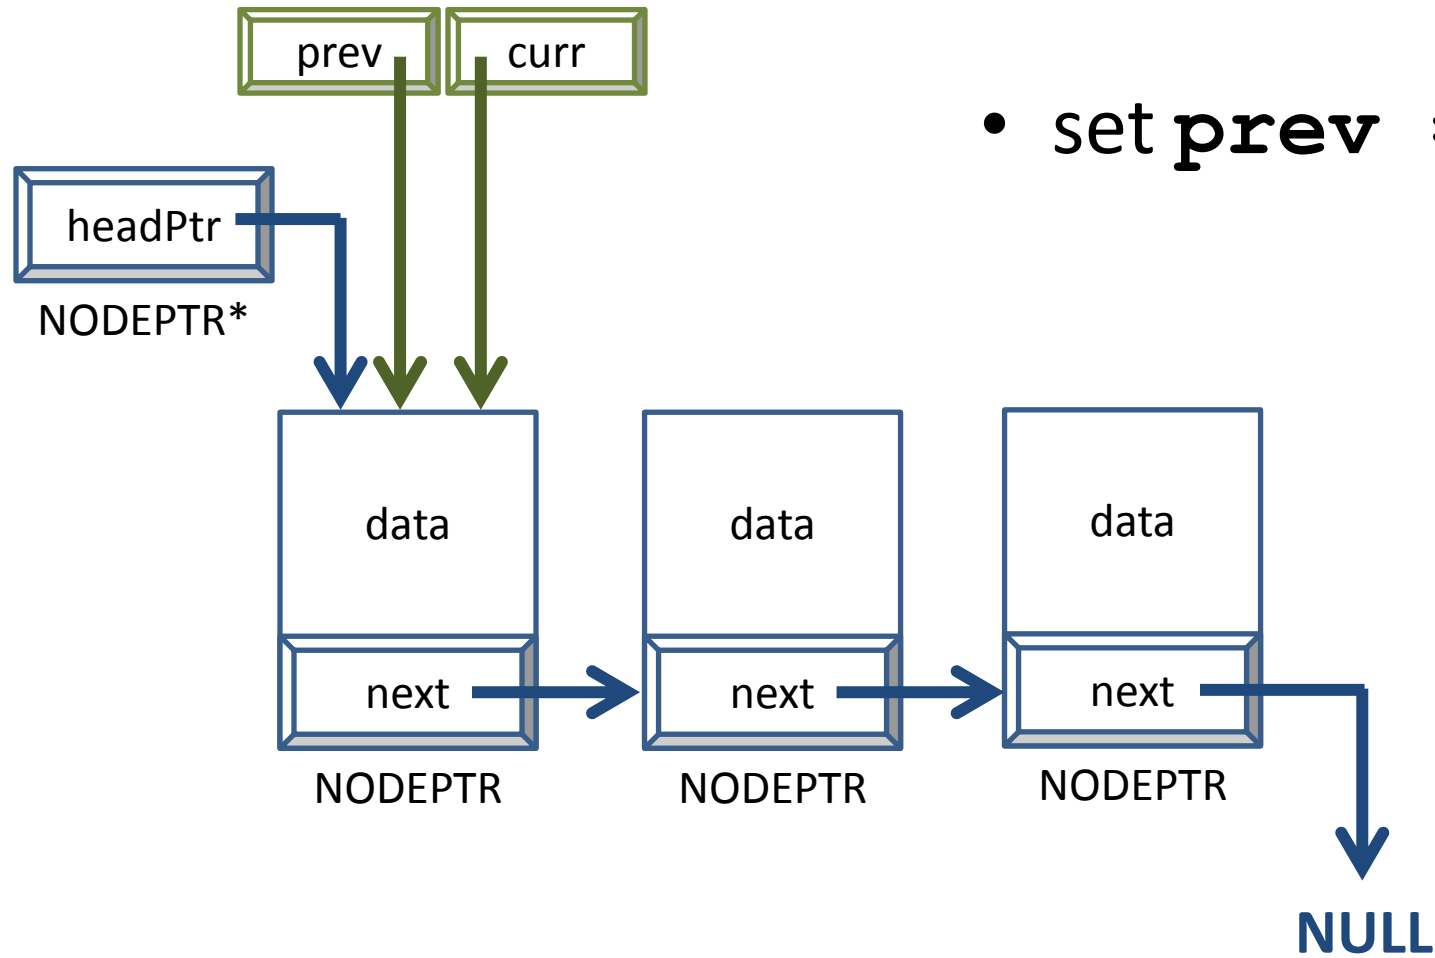 prev
curr
• set prev
headPtr
NODEPTR*
data
data
data
next
next
next
NODEPTR
NODEPTR
NODEPTR
NULL